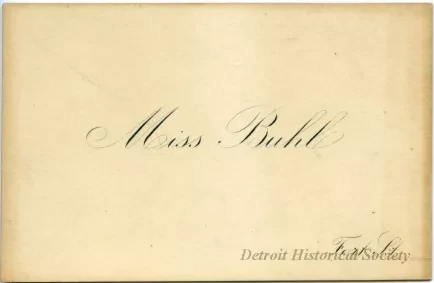 Miss Buhl
Fort St.
Detroit Historical Society